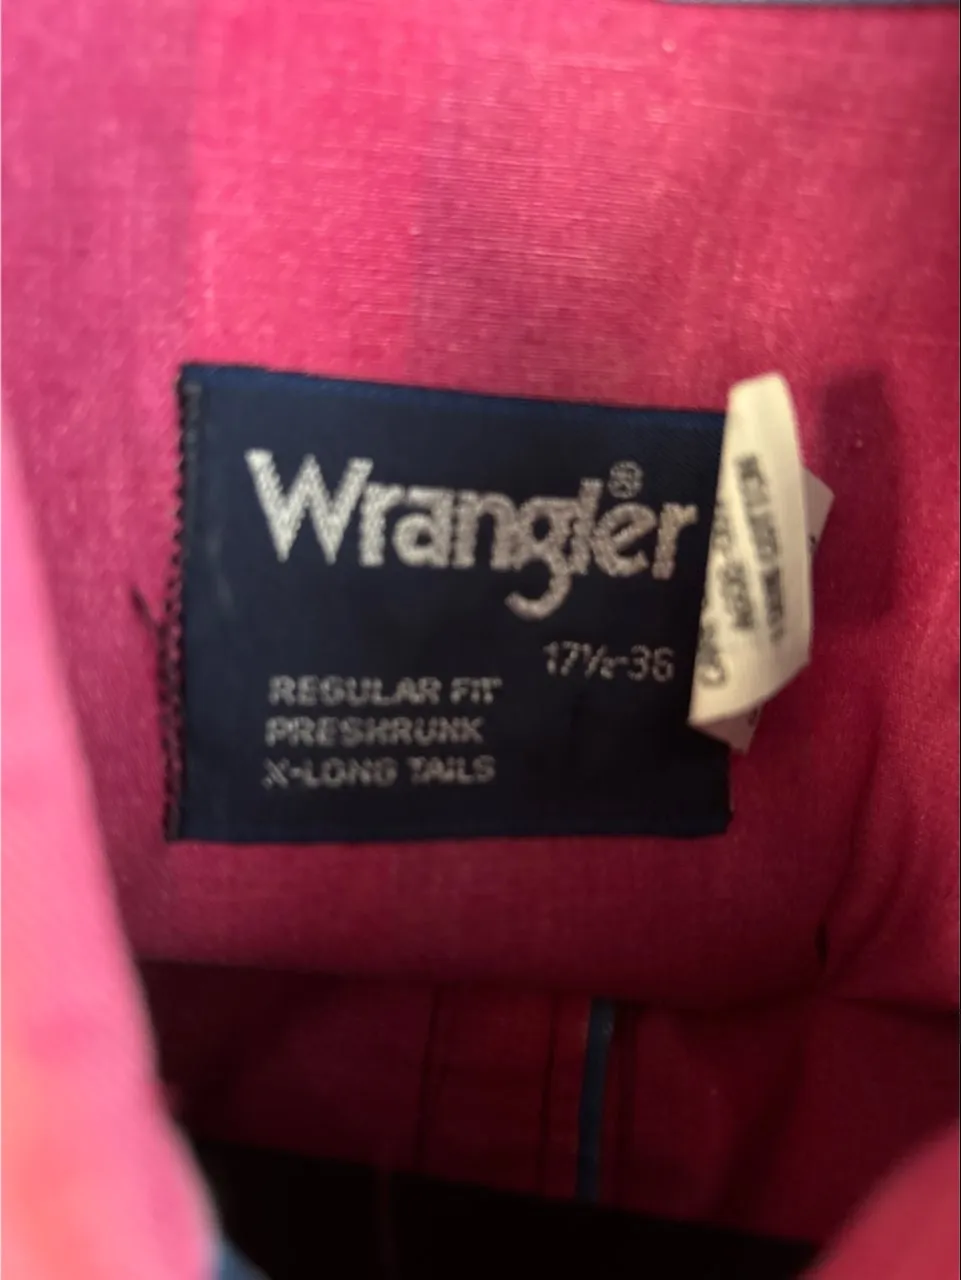 Wrangler®
17½-36
REGULAR FIT
PRESHRUNK
X-LONG TAILS